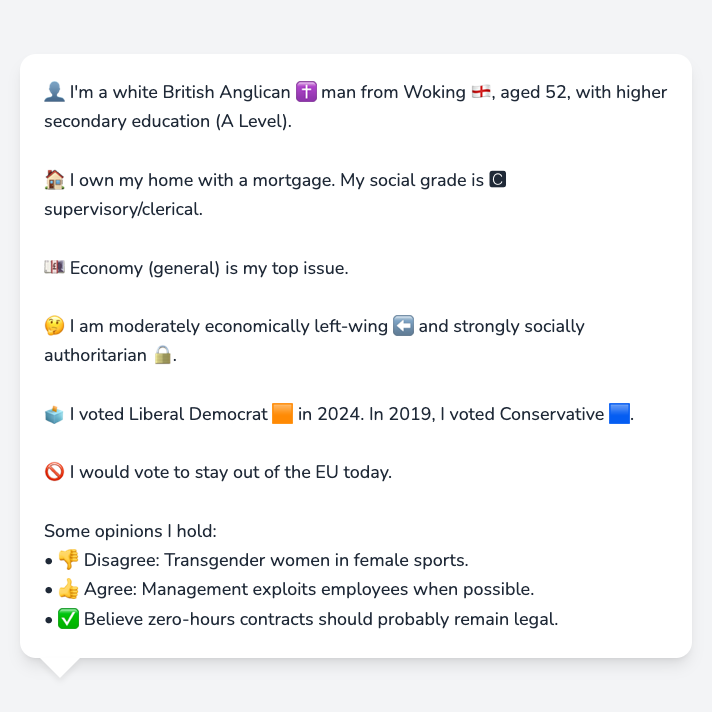 👤 I'm a white British Anglican ✝️ man from Woking 🏴󠁧󠁢󠁥󠁮󠁧󠁿, aged 52, with higher
secondary education (A Level).
🏠 I own my home with a mortgage. My social grade is 🅲
supervisory/clerical.
💷 Economy (general) is my top issue.
🤔 I am moderately economically left-wing ⬅️ and strongly socially
authoritarian 🔒.
🗳️ I voted Liberal Democrat 🟧 in 2024. In 2019, I voted Conservative 🟦.
🚫 I would vote to stay out of the EU today.
Some opinions I hold:
• 👎 Disagree: Transgender women in female sports.
• 👍 Agree: Management exploits employees when possible.
• ✅ Believe zero-hours contracts should probably remain legal.